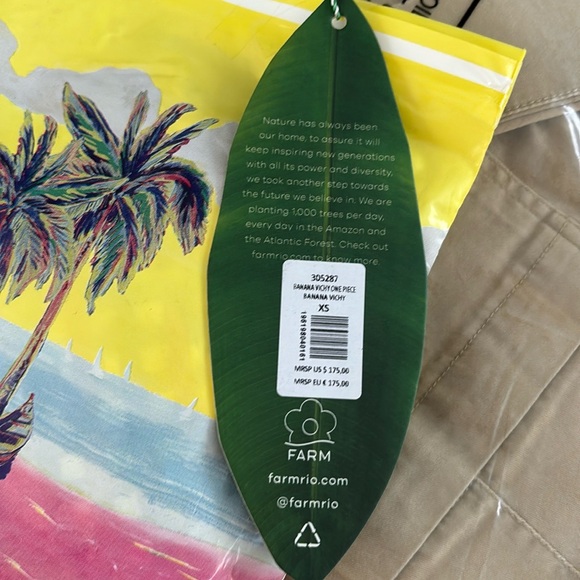 Nature has always been
our home, to assure it will
keep inspiring new generations
with all its power and diversity,
we took another step towards
the future we believe in. We are
planting 1,000 trees per day,
every day in the Amazon and
the Atlantic Forest. Check out
farmrio.com to know more.
305287
BANANA VICHY ONE PIECE
BANANA VICHY
XS
196198040161
MRSP US $ 175,00
MRSP EU € 175,00
FARM
farmrio.com
@farmrio